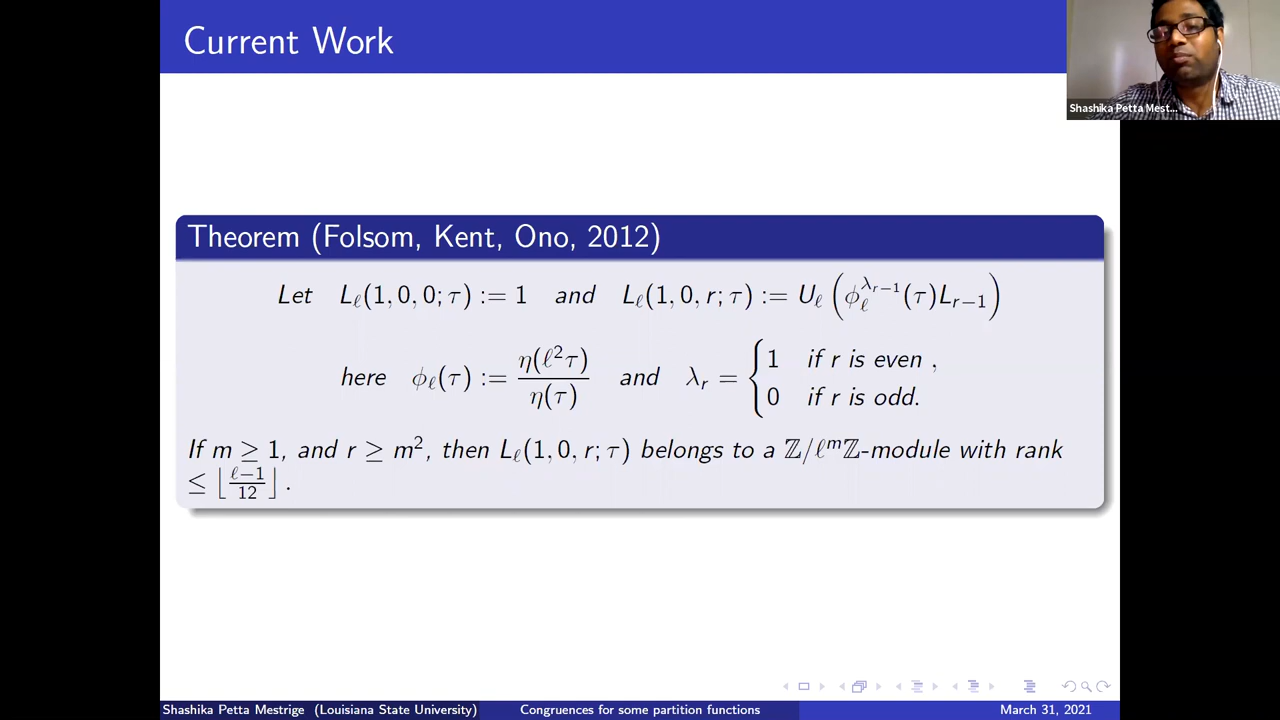 Current Work
Shashika Petta Mest...
Theorem (Folsom, Kent, Ono, 2012)
Let L_ℓ(1, 0, 0; τ) := 1 and L_ℓ(1, 0, r; τ) := U_ℓ (ϕ_ℓ^{λ_{r−1}}(τ)L_{r−1})
here ϕ_ℓ(τ) := η(ℓ²τ)/η(τ) and λ_r = { 1 if r is even , 0 if r is odd.
If m ≥ 1, and r ≥ m², then L_ℓ(1, 0, r; τ) belongs to a ℤ/ℓ^mℤ-module with rank
≤ ⌊(ℓ−1)/12⌋ .
Shashika Petta Mestrige (Louisiana State University) Congruences for some partition functions March 31, 2021